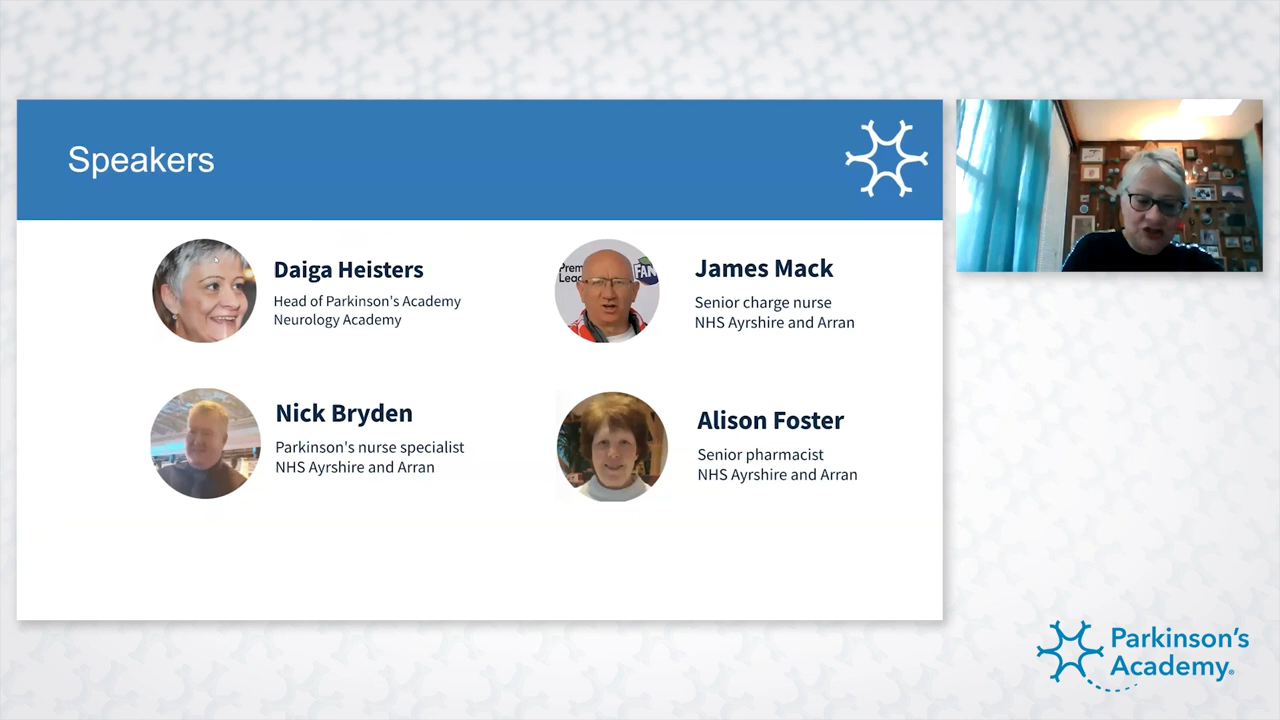 Speakers
Daiga Heisters
Head of Parkinson's Academy
Neurology Academy
James Mack
Senior charge nurse
NHS Ayrshire and Arran
Nick Bryden
Parkinson's nurse specialist
NHS Ayrshire and Arran
Alison Foster
Senior pharmacist
NHS Ayrshire and Arran
Parkinson's
Academy®